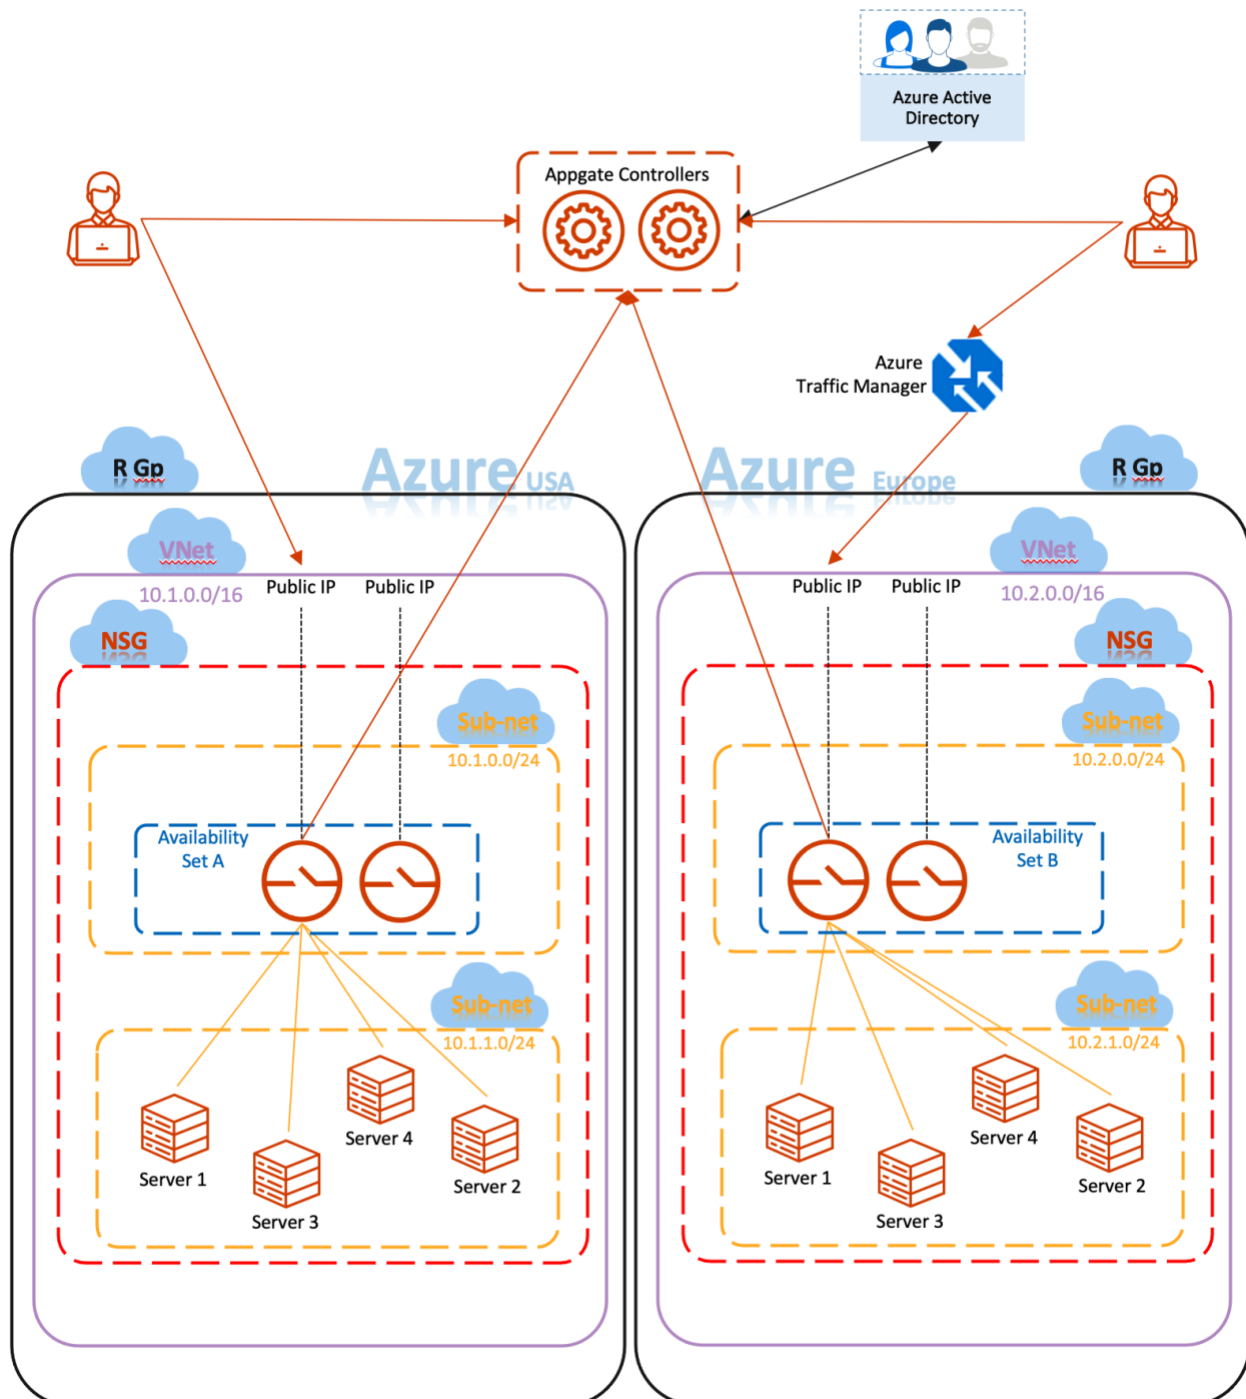 Azure Active
Directory
Appgate Controllers
Azure
Traffic Manager
R Gp
Azure USA
Azure Europe
R Gp
VNet
10.1.0.0/16
Public IP
Public IP
Public IP
Public IP
VNet
10.2.0.0/16
NSG
NSG
Sub-net
10.1.0.0/24
Sub-net
10.2.0.0/24
Availability
Set A
Availability
Set B
Sub-net
10.1.1.0/24
Sub-net
10.2.1.0/24
Server 4
Server 1
Server 2
Server 3
Server 4
Server 1
Server 2
Server 3